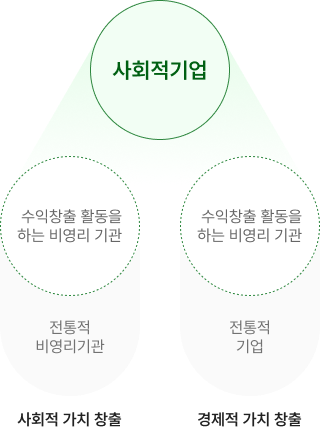 사회적기업
수익창출 활동을
하는 비영리 기관
수익창출 활동을
하는 비영리 기관
전통적
비영리기관
전통적
기업
사회적 가치 창출
경제적 가치 창출